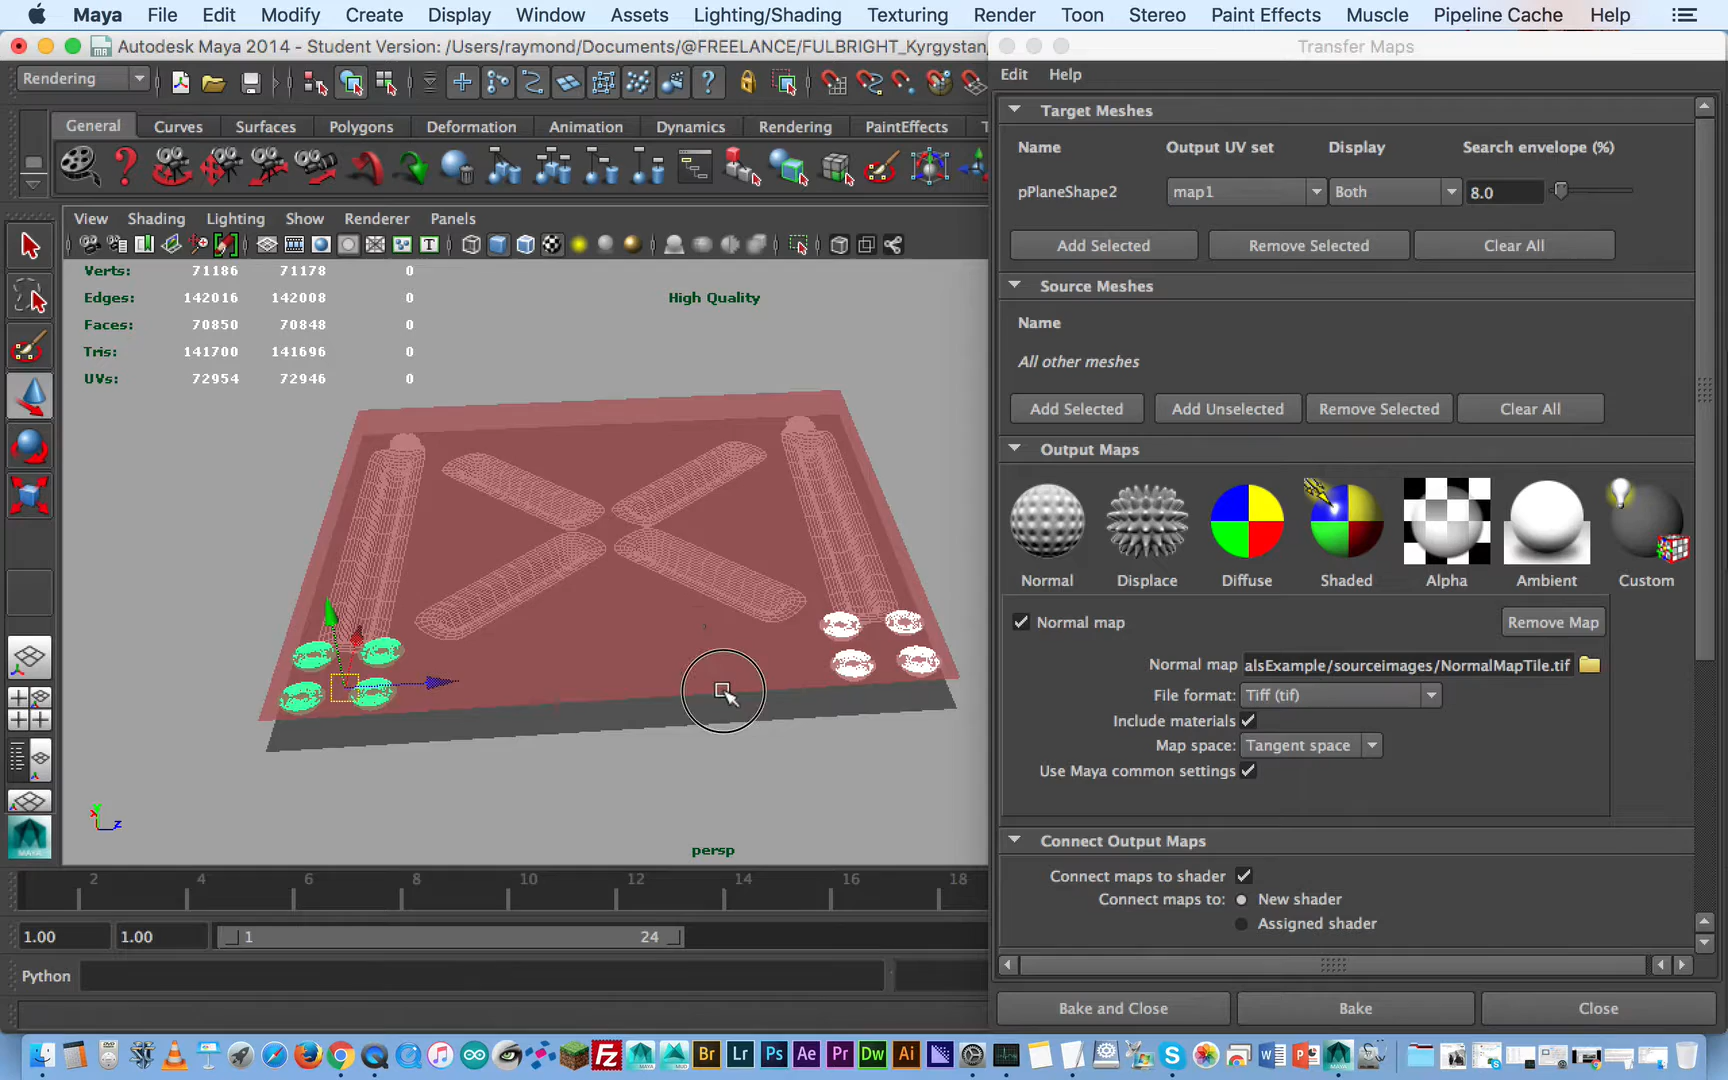 Maya File Edit Modify Create Display Window Assets Lighting/Shading Texturing Render Toon Stereo Paint Effects Muscle Pipeline Cache Help
Autodesk Maya 2014 - Student Version: /Users/raymond/Documents/@FREELANCE/FULBRIGHT_Kyrgystan/
Transfer Maps
Rendering
Edit Help
General Curves Surfaces Polygons Deformation Animation Dynamics Rendering PaintEffects T
View Shading Lighting Show Renderer Panels
T
Verts: 71186 71178 0
Edges: 142016 142008 0
Faces: 70850 70848 0
Tris: 141700 141696 0
UVs: 72954 72946 0
High Quality
persp
Target Meshes
Name Output UV set Display Search envelope (%)
pPlaneShape2 map1 Both 8.0
Add Selected Remove Selected Clear All
Source Meshes
Name
All other meshes
Add Selected Add Unselected Remove Selected Clear All
Output Maps
Normal Displace Diffuse Shaded Alpha Ambient Custom
Normal map Remove Map
Normal map alsExample/sourceimages/NormalMapTile.tif
File format: Tiff (tif)
Include materials
Map space: Tangent space
Use Maya common settings
Connect Output Maps
Connect maps to shader
Connect maps to: New shader
Assigned shader
Bake and Close Bake Close
2 4 6 8 10 12 14 16 18
1.00 1.00 1 24
Python
MAYA
Fz Br Lr Ps Ae Pr Dw Ai